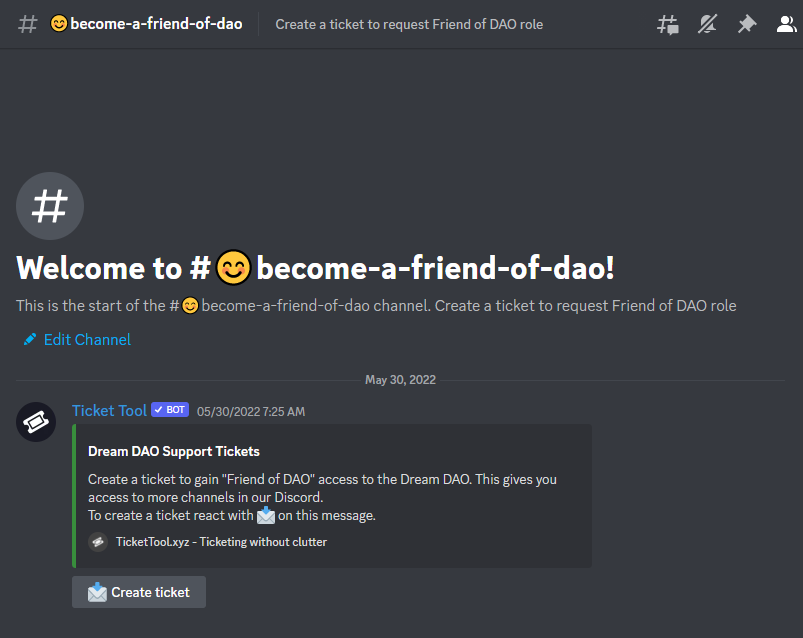 # 😊become-a-friend-of-dao Create a ticket to request Friend of DAO role
Welcome to #😊become-a-friend-of-dao!
This is the start of the #😊become-a-friend-of-dao channel. Create a ticket to request Friend of DAO role
Edit Channel
May 30, 2022
Ticket Tool ✓ BOT 05/30/2022 7:25 AM
Dream DAO Support Tickets
Create a ticket to gain "Friend of DAO" access to the Dream DAO. This gives you
access to more channels in our Discord.
To create a ticket react with 📩 on this message.
TicketTool.xyz - Ticketing without clutter
📩 Create ticket